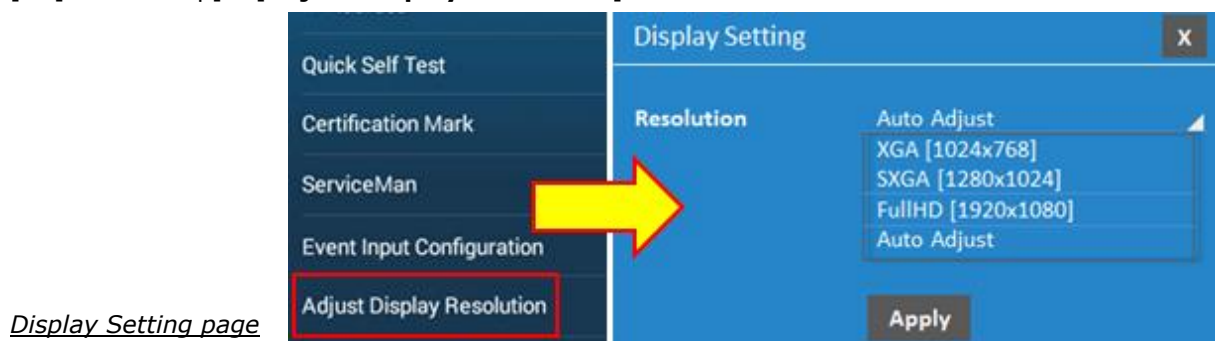 Quick Self Test
Certification Mark
ServiceMan
Event Input Configuration
Adjust Display Resolution
Display Setting
X
Resolution
Auto Adjust
XGA [1024x768]
SXGA [1280x1024]
FullHD [1920x1080]
Auto Adjust
Apply
Display Setting page